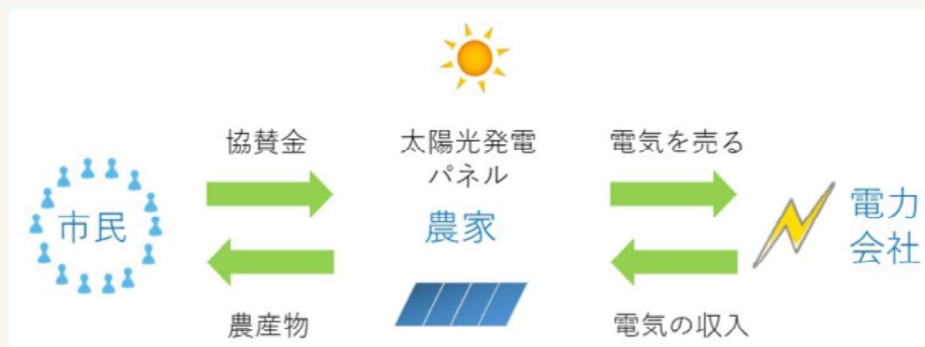 協賛金
太陽光発電
パネル
電気を売る
市民
農家
電力
会社
農産物
電気の収入